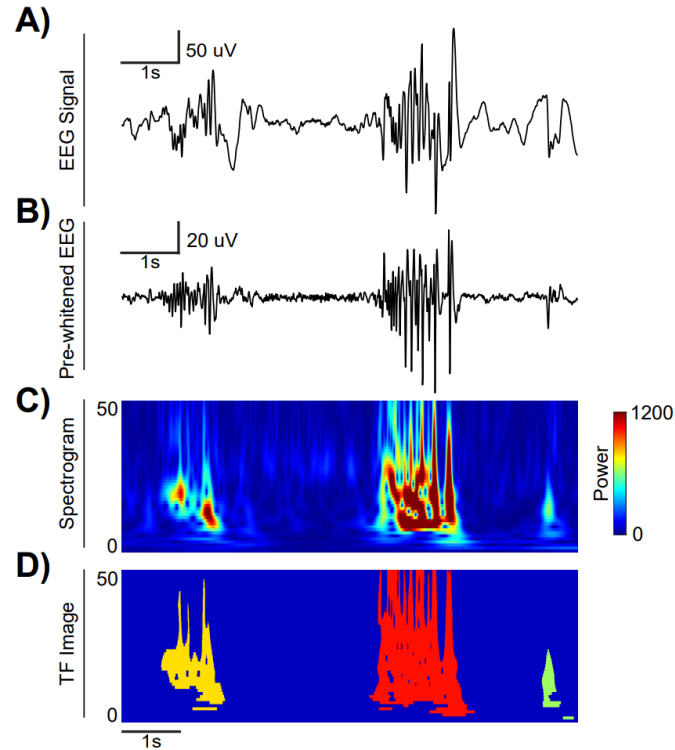 A)
50 uV
1s
EEG Signal
B)
20 uV
1s
Pre-whitened EEG
C)
50
0
Spectrogram
1200
0
Power
D)
50
0
TF Image
1s